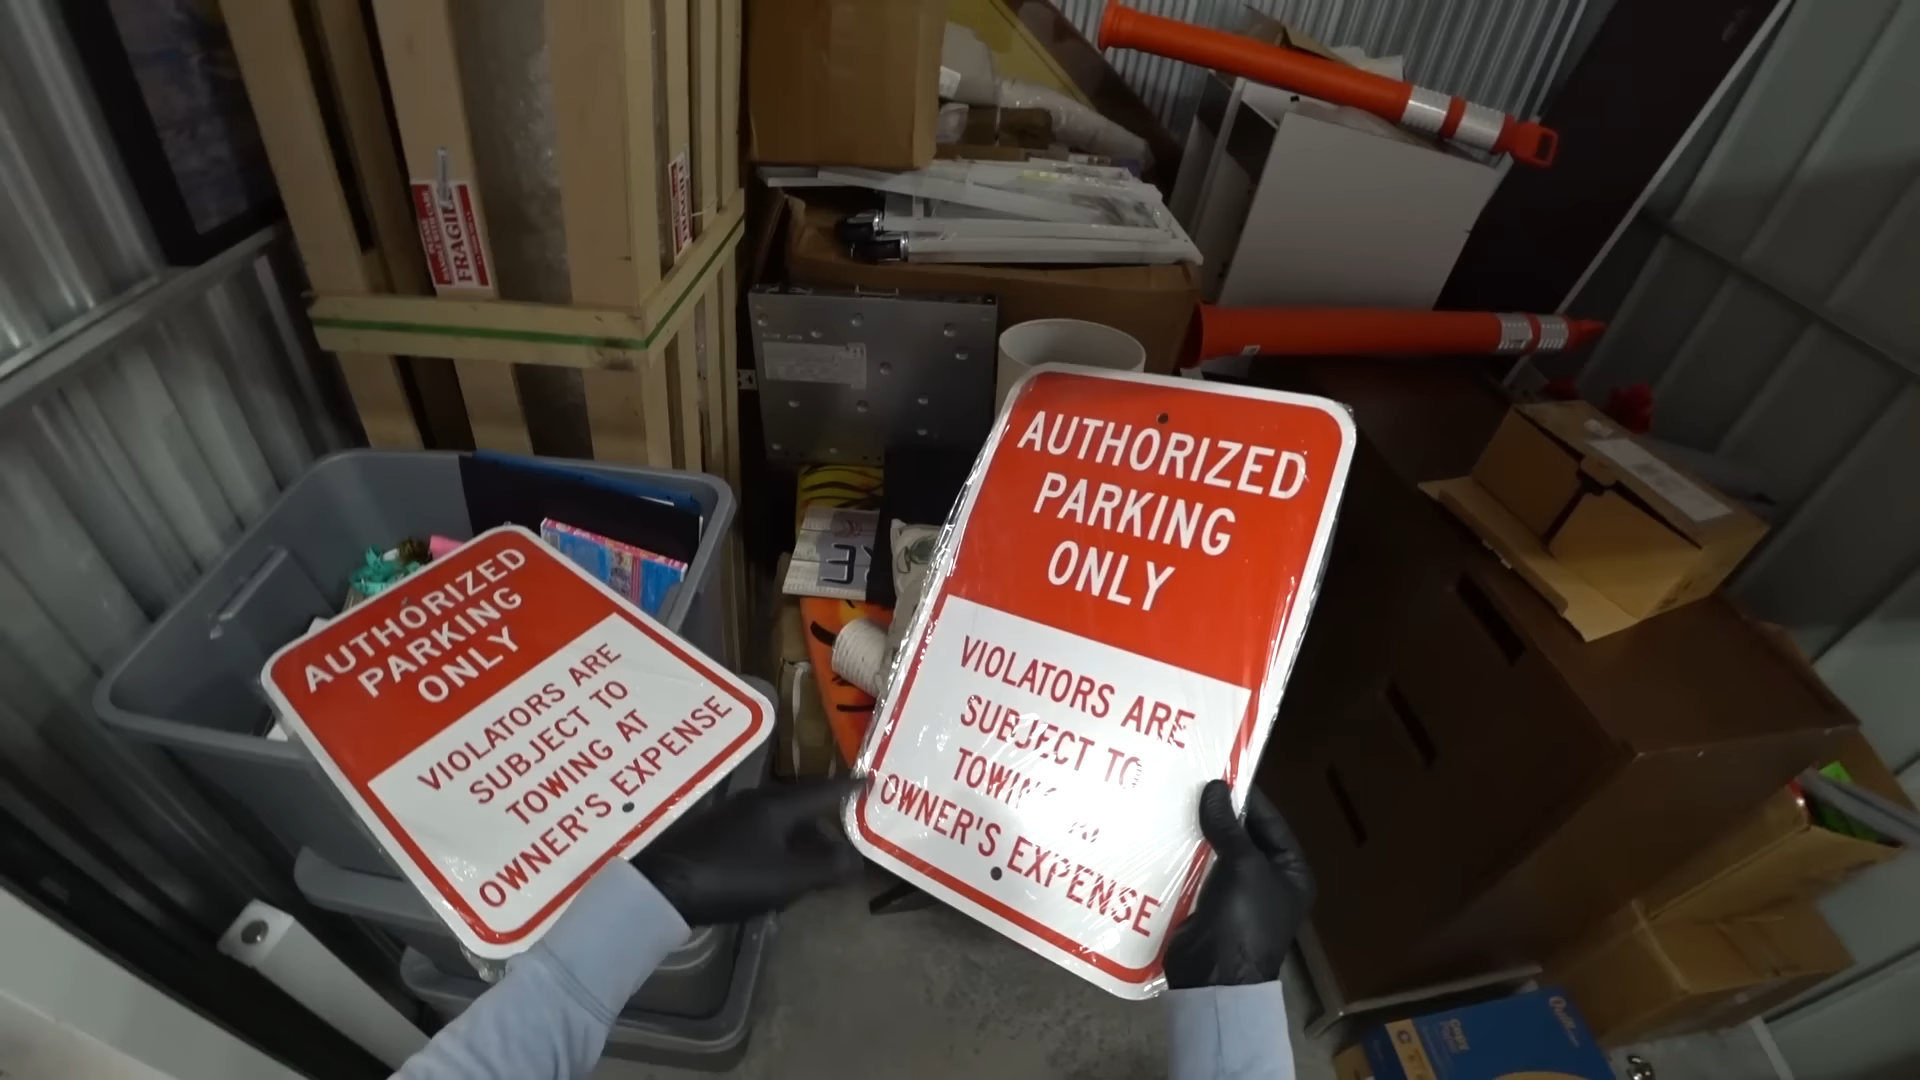 FRAGILE
FRAGILE
AUTHORIZED
PARKING
ONLY
VIOLATORS ARE
SUBJECT TO
TOWING AT
OWNER'S EXPENSE
AUTHORIZED
PARKING
ONLY
VIOLATORS ARE
SUBJECT TO
OWNER'S EXPENSE